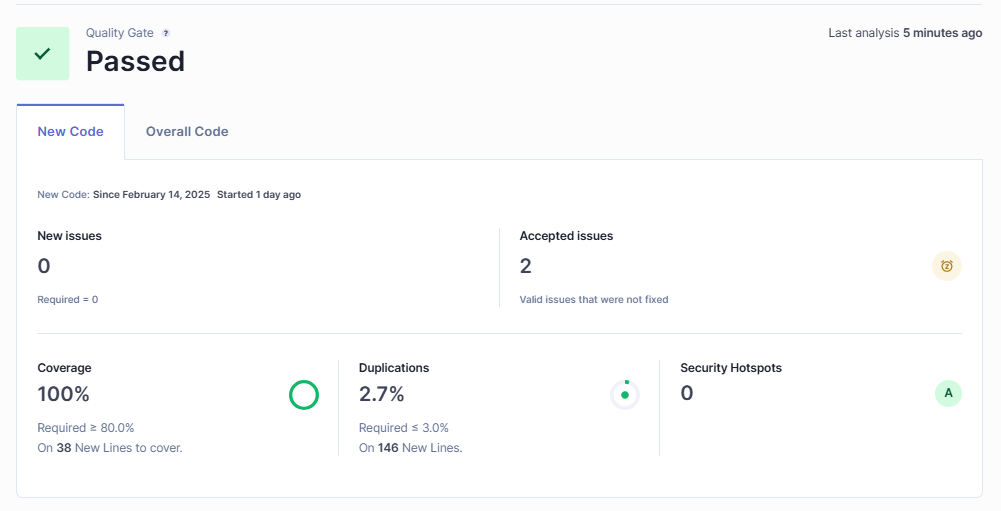 Quality Gate ?
Last analysis 5 minutes ago
Passed
New Code
Overall Code
New Code: Since February 14, 2025 Started 1 day ago
New issues
0
Required = 0
Accepted issues
2
Valid issues that were not fixed
Coverage
100%
Required ≥ 80.0%
On 38 New Lines to cover.
Duplications
2.7%
Required ≤ 3.0%
On 146 New Lines.
Security Hotspots
0
A